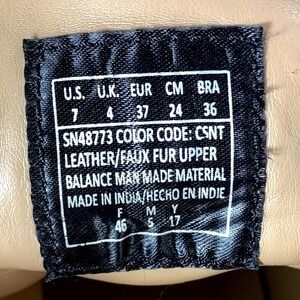 U.S. U.K. EUR CM BRA
7 4 37 24 36
SN48773 COLOR CODE: CSNT
LEATHER/FAUX FUR UPPER
BALANCE MAN MADE MATERIAL
MADE IN INDIA/HECHO EN INDIE
F M Y
46 5 17